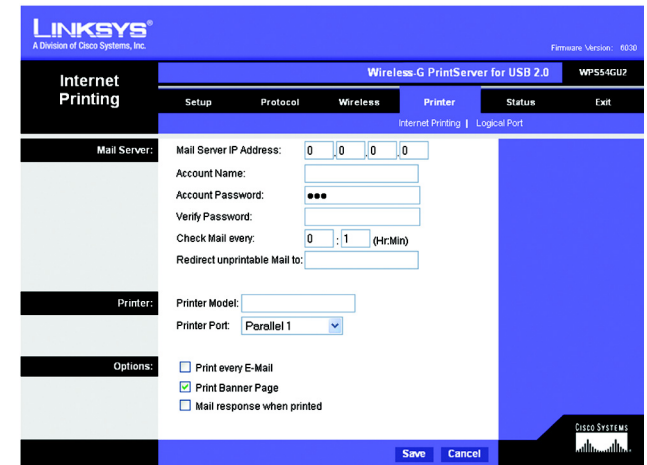 LINKSYS®
A Division of Cisco Systems, Inc.
Firmware Version: 6030
Internet Printing
Wireless-G PrintServer for USB 2.0 WPS54GU2
Setup Protocol Wireless Printer Status Exit
Internet Printing | Logical Port
Mail Server:
Mail Server IP Address: 0 . 0 . 0 . 0
Account Name:
Account Password: •••
Verify Password:
Check Mail every: 0 : 1 (Hr:Min)
Redirect unprintable Mail to:
Printer:
Printer Model:
Printer Port: Parallel 1
Options:
Print every E-Mail
Print Banner Page
Mail response when printed
Save Cancel
CISCO SYSTEMS